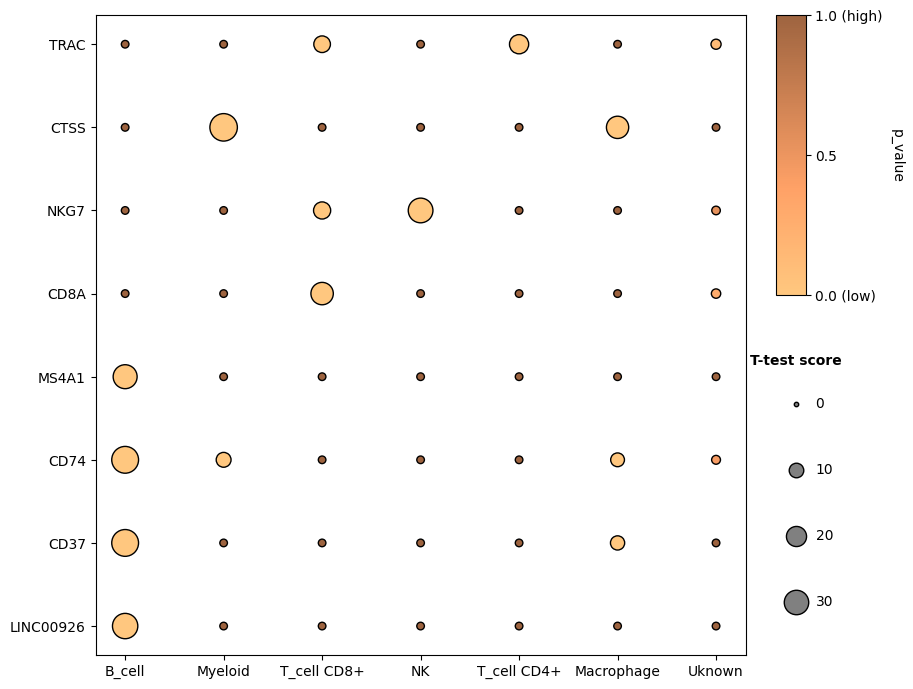 TRAC
CTSS
NKG7
CD8A
MS4A1
CD74
CD37
LINC00926
B_cell Myeloid T_cell CD8+ NK T_cell CD4+ Macrophage Uknown
1.0 (high)
0.5
0.0 (low)
p_value
T-test score
0
10
20
30